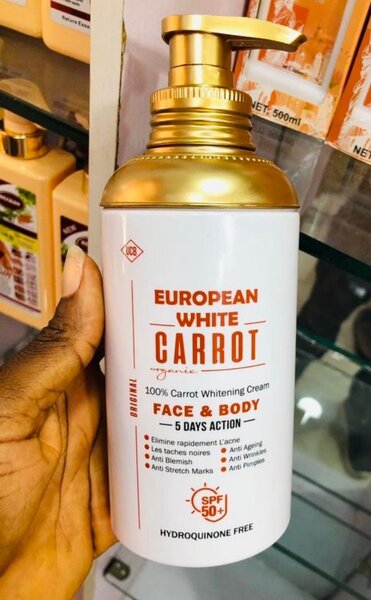 NET: 500ml
UCB
EUROPEAN
WHITE
CARROT
organic
ORIGINAL
100% Carrot Whitening Cream
FACE & BODY
5 DAYS ACTION
Elimine rapidement L'acne
Les taches noires
Anti Blemish
Anti Stretch Marks
Anti Ageing
Anti Wrinkles
Anti Pimples
SPF
50+
HYDROQUINONE FREE